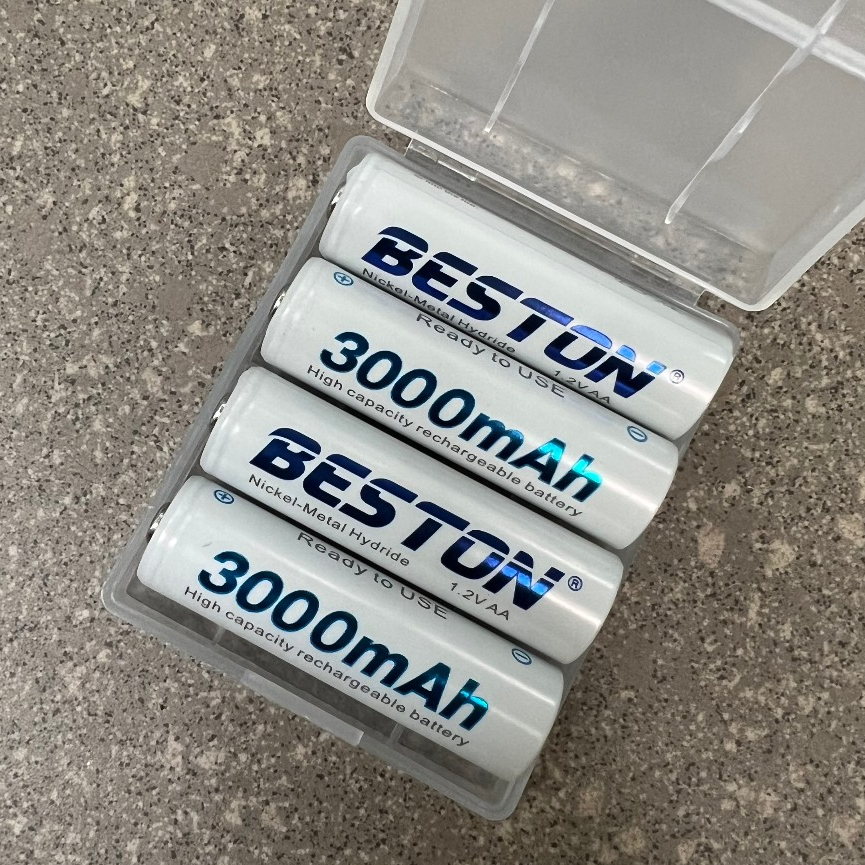 BESTON®
Nickel-Metal Hydride 1.2V AA
Ready to USE
3000mAh
High capacity rechargeable battery
BESTON®
Nickel-Metal Hydride 1.2V AA
Ready to USE
3000mAh
High capacity rechargeable battery